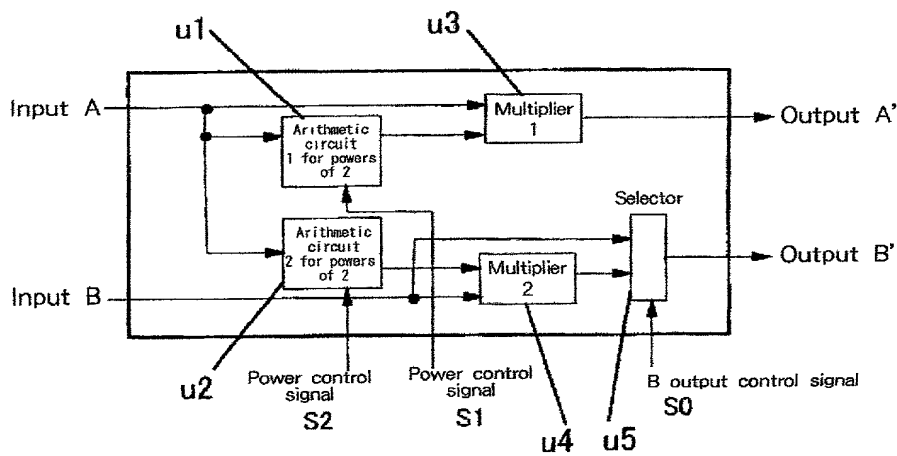 u1
u3
Input A
Multiplier
1
Output A'
Arithmetic
circuit
1 for powers
of 2
Selector
Arithmetic
circuit
2 for powers
of 2
Multiplier
2
Output B'
Input B
u2
Power control
signal
S2
Power control
signal
S1
u4
u5
B output control signal
S0